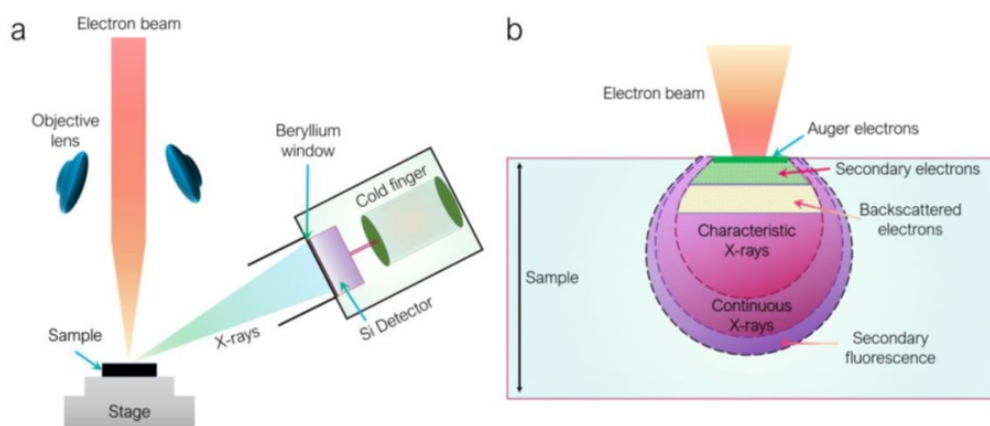 a
Electron beam
Objective
lens
Beryllium
window
Cold finger
Si Detector
X-rays
Sample
Stage
b
Electron beam
Auger electrons
Secondary electrons
Backscattered
electrons
Characteristic
X-rays
Sample
Continuous
X-rays
Secondary
fluorescence